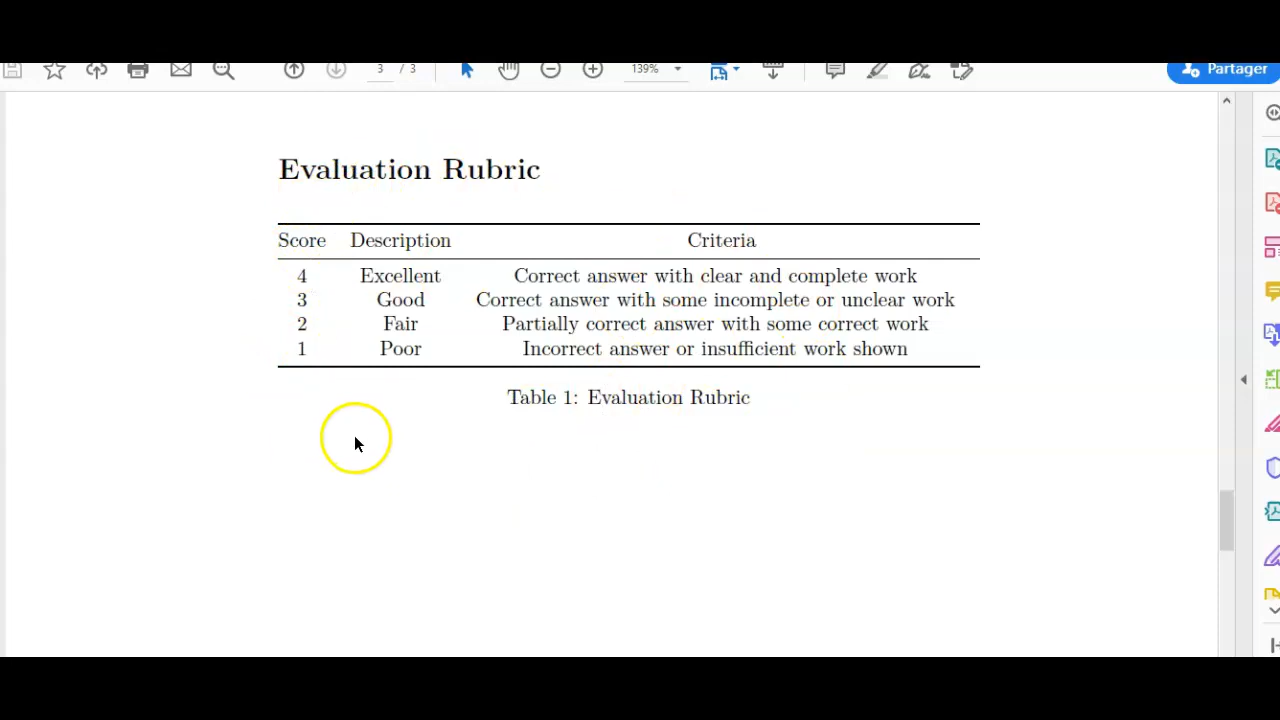 3 / 3 139% Partager
Evaluation Rubric
Score Description Criteria
4 Excellent Correct answer with clear and complete work
3 Good Correct answer with some incomplete or unclear work
2 Fair Partially correct answer with some correct work
1 Poor Incorrect answer or insufficient work shown
Table 1: Evaluation Rubric